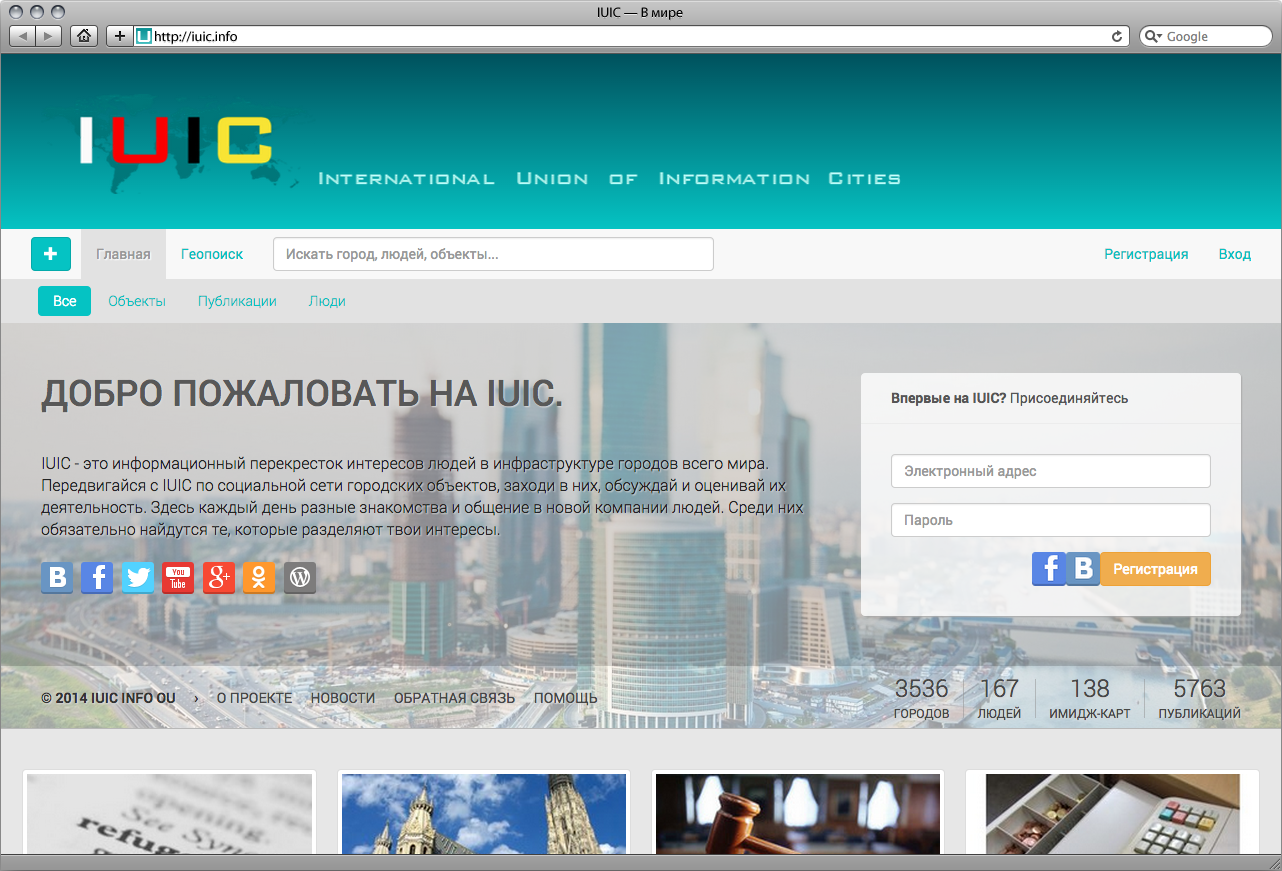 IUIC — В мире
http://iuic.info
Google
IUIC
International Union of Information Cities
Главная
Геопоиск
Искать город, людей, объекты...
Регистрация
Вход
Все
Объекты
Публикации
Люди
ДОБРО ПОЖАЛОВАТЬ НА IUIC.
IUIC - это информационный перекресток интересов людей в инфраструктуре городов всего мира.
Передвигайся с IUIC по социальной сети городских объектов, заходи в них, обсуждай и оценивай их
деятельность. Здесь каждый день разные знакомства и общение в новой компании людей. Среди них
обязательно найдутся те, которые разделяют твои интересы.
You
Tube
Впервые на IUIC? Присоединяйтесь
Электронный адрес
Пароль
Регистрация
© 2014 IUIC INFO OU › О ПРОЕКТЕ НОВОСТИ ОБРАТНАЯ СВЯЗЬ ПОМОЩЬ
3536 167 138 5763
ГОРОДОВ ЛЮДЕЙ ИМИДЖ-КАРТ ПУБЛИКАЦИЙ
opening.
See Syno
refug